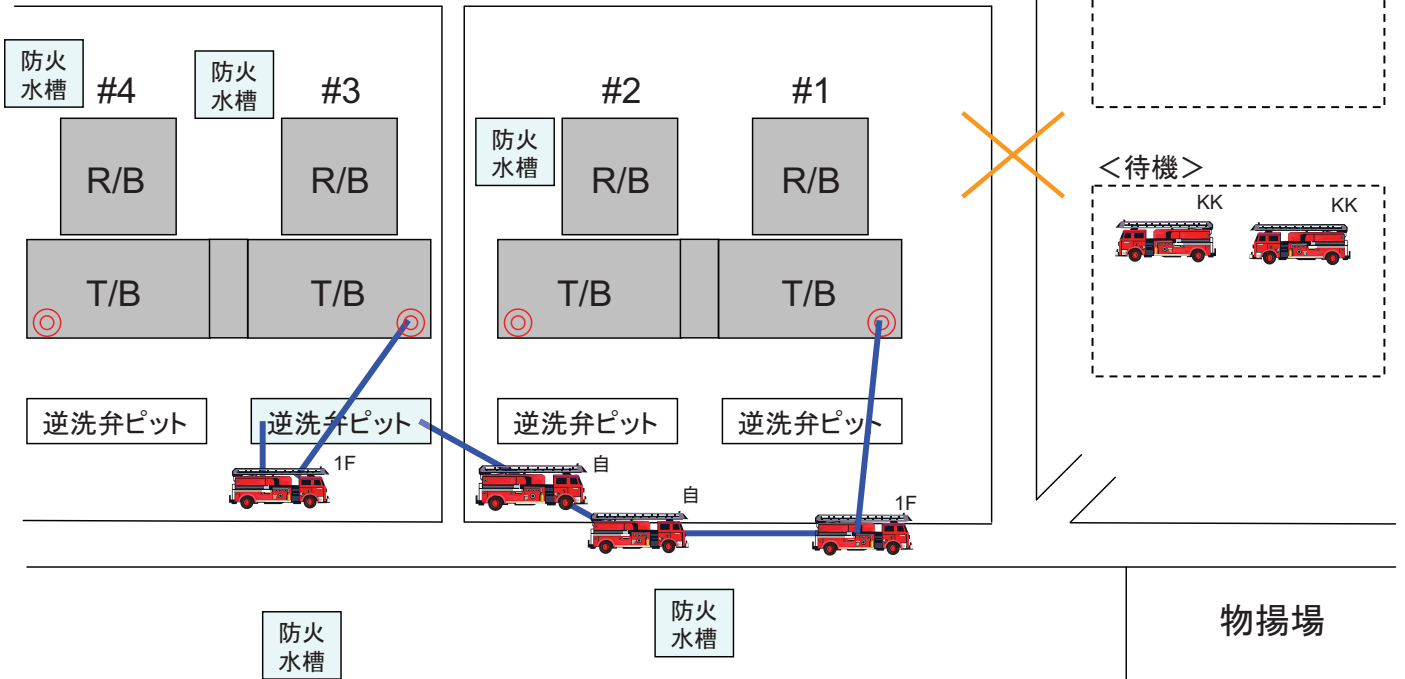 防火
水槽
#4
防火
水槽
#3
#2
#1
防火
水槽
R/B
R/B
R/B
R/B
T/B
T/B
T/B
T/B
<待機>
KK
KK
逆洗弁ピット
逆洗弁ピット
逆洗弁ピット
逆洗弁ピット
1F
自
自
1F
防火
水槽
防火
水槽
物揚場